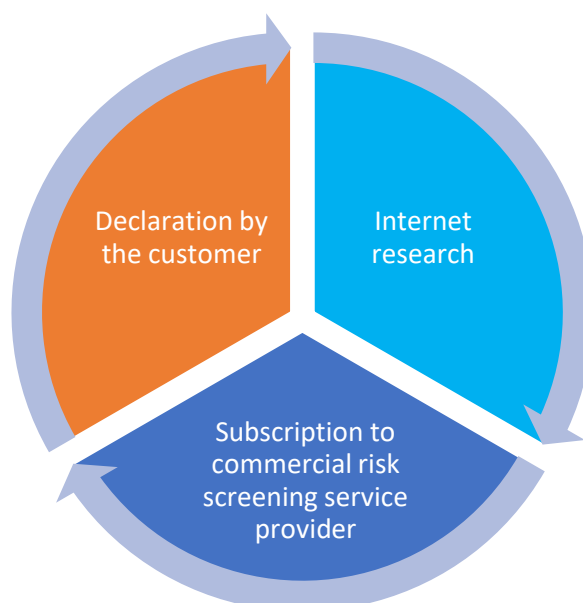 Declaration by
the customer
Internet
research
Subscription to
commercial risk
screening service
provider